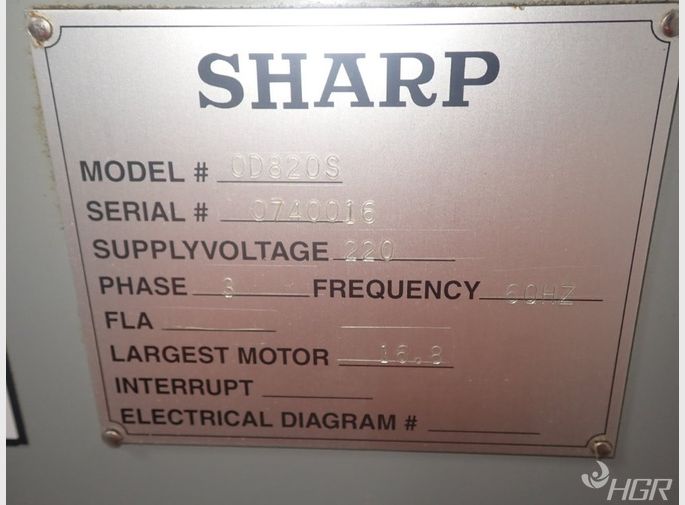 SHARP
MODEL # OD820S
SERIAL # 0740016
SUPPLYVOLTAGE 220
PHASE 3 FREQUENCY 60HZ
FLA
LARGEST MOTOR 16.8
INTERRUPT
ELECTRICAL DIAGRAM #
HGR